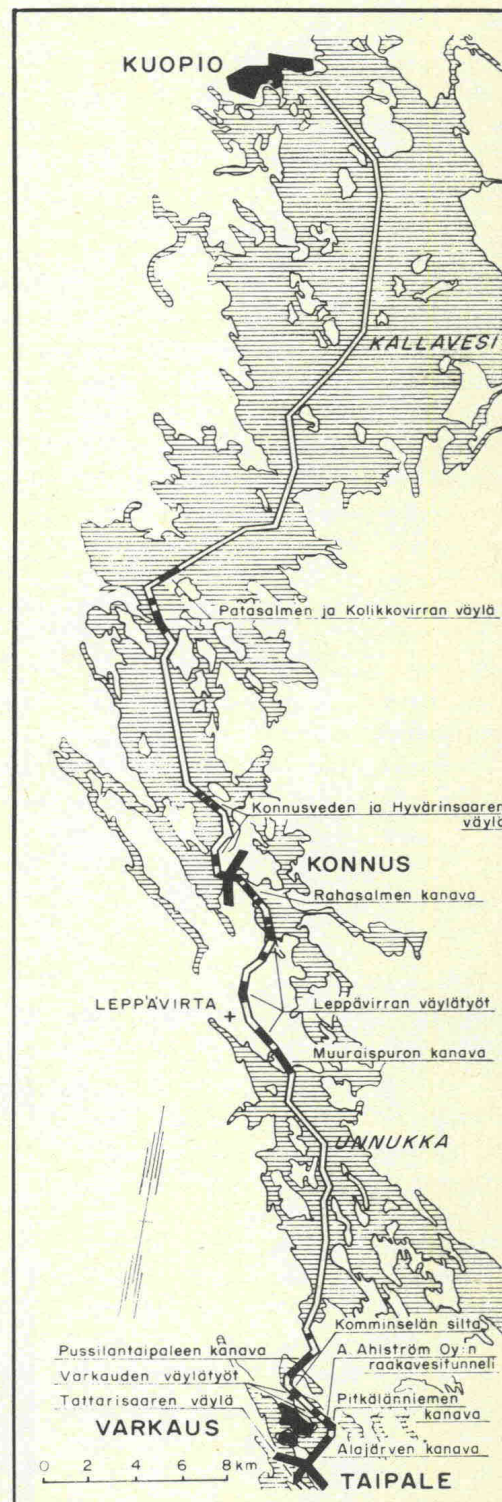 KUOPIO
KALLAVESI
Patasalmen ja Kolikkovirran väylä
Konnusveden ja Hyvärinsaaren
väylä
KONNUS
Rahasalmen kanava
LEPPÄVIRTA
Leppävirran väylätyöt
Muuraispuron kanava
UNNUKKA
Komminselän silta
Pussilantaipaleen kanava
A. Ahlström Oy:n
raakavesitunneli
Varkauden väylätyöt
Tattarisaaren väylä
Pitkälänniemen
kanava
VARKAUS
Alajärven kanava
0 2 4 6 8 km
TAIPALE